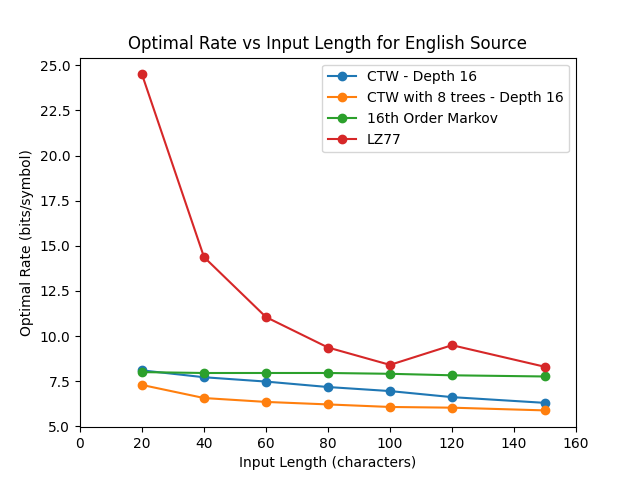 Optimal Rate vs Input Length for English Source
CTW - Depth 16
CTW with 8 trees - Depth 16
16th Order Markov
LZ77
Optimal Rate (bits/symbol)
25.0
22.5
20.0
17.5
15.0
12.5
10.0
7.5
5.0
0 20 40 60 80 100 120 140 160
Input Length (characters)